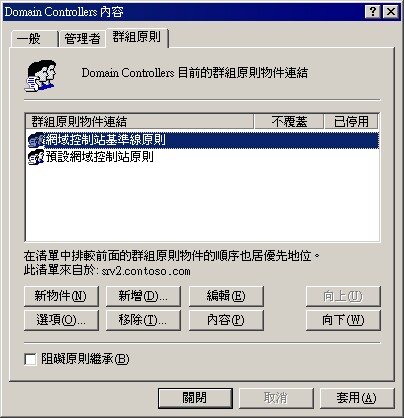 Domain Controllers 內容
一般 管理者 群組原則
Domain Controllers 目前的群組原則物件連結
群組原則物件連結 不覆蓋 已停用
網域控制站基準線原則
預設網域控制站原則
在清單中排較前面的群組原則物件的順序也居優先地位。
此清單來自於: srv2.contoso.com
新物件(N) 新增(D)... 編輯(E) 向上(U)
選項(O)... 移除(T)... 內容(P) 向下(W)
阻礙原則繼承(B)
關閉 取消 套用(A)